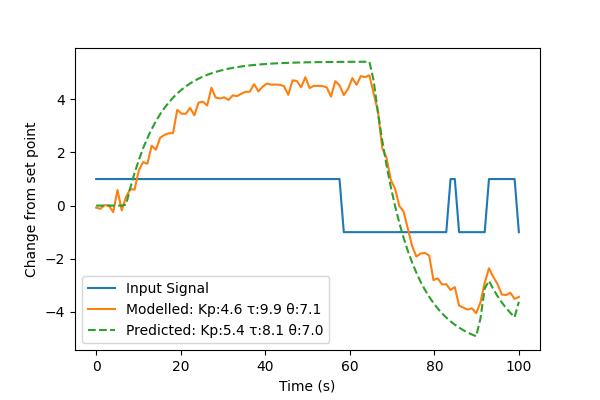 Change from set point
4
2
0
−2
−4
Input Signal
Modelled: Kp:4.6 τ:9.9 θ:7.1
Predicted: Kp:5.4 τ:8.1 θ:7.0
0 20 40 60 80 100
Time (s)